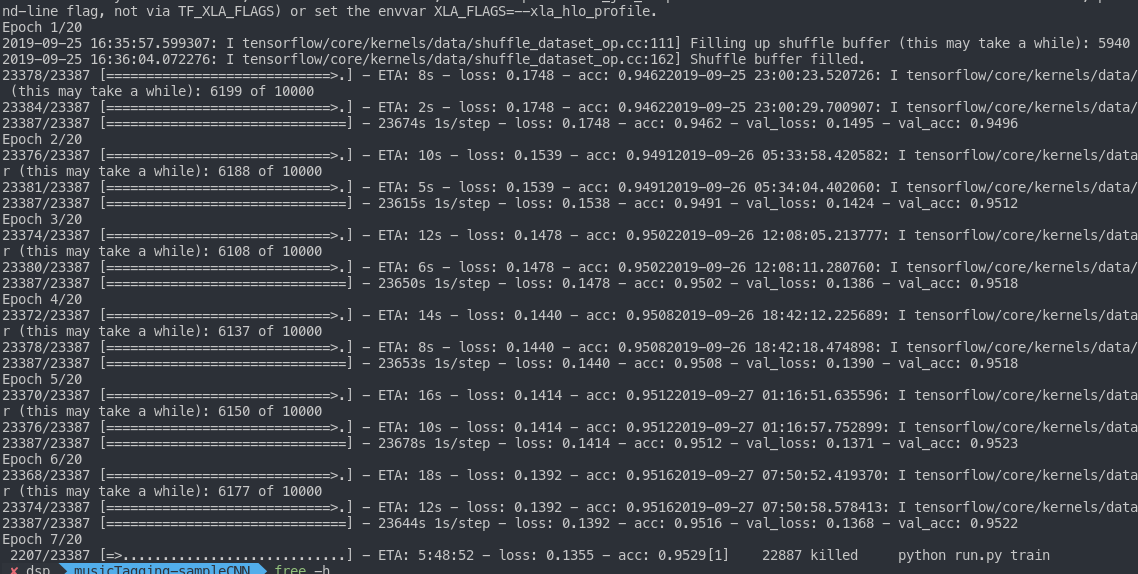 nd-line flag, not via TF_XLA_FLAGS) or set the envvar XLA_FLAGS=--xla_hlo_profile.
Epoch 1/20
2019-09-25 16:35:57.599307: I tensorflow/core/kernels/data/shuffle_dataset_op.cc:111] Filling up shuffle buffer (this may take a while): 5940
2019-09-25 16:36:04.072276: I tensorflow/core/kernels/data/shuffle_dataset_op.cc:162] Shuffle buffer filled.
23378/23387 [============================>.] - ETA: 8s - loss: 0.1748 - acc: 0.94622019-09-25 23:00:23.520726: I tensorflow/core/kernels/data/
(this may take a while): 6199 of 10000
23384/23387 [============================>.] - ETA: 2s - loss: 0.1748 - acc: 0.94622019-09-25 23:00:29.700907: I tensorflow/core/kernels/data/
23387/23387 [==============================] - 23674s 1s/step - loss: 0.1748 - acc: 0.9462 - val_loss: 0.1495 - val_acc: 0.9496
Epoch 2/20
23376/23387 [============================>.] - ETA: 10s - loss: 0.1539 - acc: 0.94912019-09-26 05:33:58.420582: I tensorflow/core/kernels/data
r (this may take a while): 6188 of 10000
23381/23387 [============================>.] - ETA: 5s - loss: 0.1539 - acc: 0.94912019-09-26 05:34:04.402060: I tensorflow/core/kernels/data/
23387/23387 [==============================] - 23615s 1s/step - loss: 0.1538 - acc: 0.9491 - val_loss: 0.1424 - val_acc: 0.9512
Epoch 3/20
23374/23387 [============================>.] - ETA: 12s - loss: 0.1478 - acc: 0.95022019-09-26 12:08:05.213777: I tensorflow/core/kernels/data
r (this may take a while): 6108 of 10000
23380/23387 [============================>.] - ETA: 6s - loss: 0.1478 - acc: 0.95022019-09-26 12:08:11.280760: I tensorflow/core/kernels/data/
23387/23387 [==============================] - 23650s 1s/step - loss: 0.1478 - acc: 0.9502 - val_loss: 0.1386 - val_acc: 0.9518
Epoch 4/20
23372/23387 [============================>.] - ETA: 14s - loss: 0.1440 - acc: 0.95082019-09-26 18:42:12.225689: I tensorflow/core/kernels/data
r (this may take a while): 6137 of 10000
23378/23387 [============================>.] - ETA: 8s - loss: 0.1440 - acc: 0.95082019-09-26 18:42:18.474898: I tensorflow/core/kernels/data/
23387/23387 [==============================] - 23653s 1s/step - loss: 0.1440 - acc: 0.9508 - val_loss: 0.1390 - val_acc: 0.9518
Epoch 5/20
23370/23387 [============================>.] - ETA: 16s - loss: 0.1414 - acc: 0.95122019-09-27 01:16:51.635596: I tensorflow/core/kernels/data
r (this may take a while): 6150 of 10000
23376/23387 [============================>.] - ETA: 10s - loss: 0.1414 - acc: 0.95122019-09-27 01:16:57.752899: I tensorflow/core/kernels/data
23387/23387 [==============================] - 23678s 1s/step - loss: 0.1414 - acc: 0.9512 - val_loss: 0.1371 - val_acc: 0.9523
Epoch 6/20
23368/23387 [============================>.] - ETA: 18s - loss: 0.1392 - acc: 0.95162019-09-27 07:50:52.419370: I tensorflow/core/kernels/data
r (this may take a while): 6177 of 10000
23374/23387 [============================>.] - ETA: 12s - loss: 0.1392 - acc: 0.95162019-09-27 07:50:58.578413: I tensorflow/core/kernels/data
23387/23387 [==============================] - 23644s 1s/step - loss: 0.1392 - acc: 0.9516 - val_loss: 0.1368 - val_acc: 0.9522
Epoch 7/20
2207/23387 [=>............................] - ETA: 5:48:52 - loss: 0.1355 - acc: 0.9529[1]    22887 killed     python run.py train
✘ dsp musicTagging-sampleCNN free -h